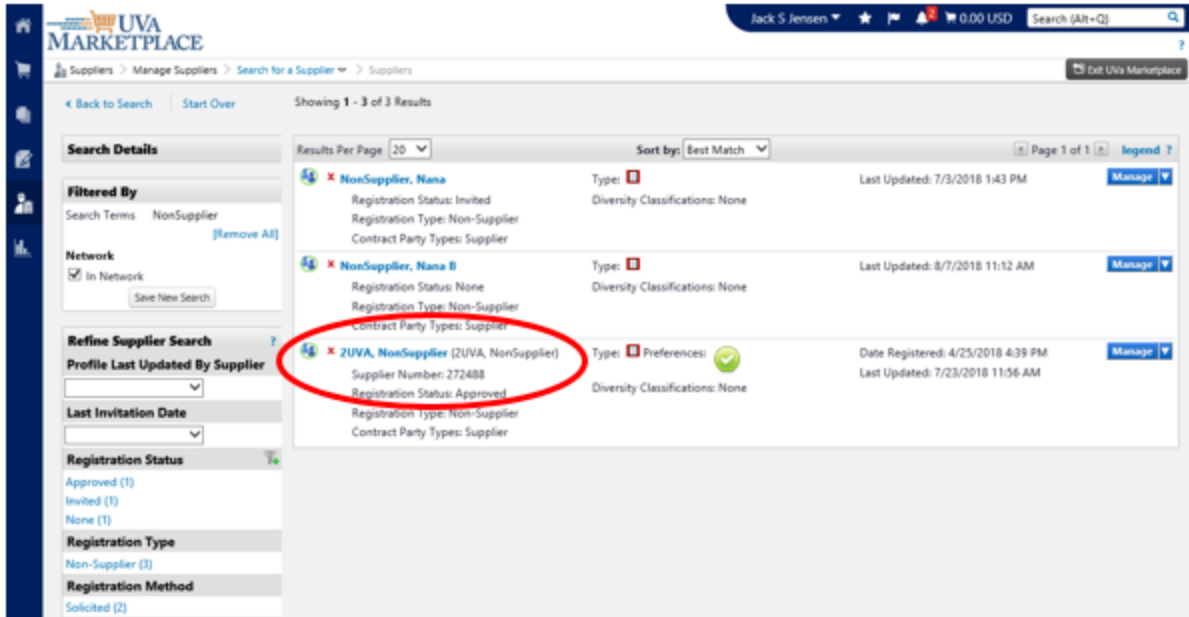 UVA
MARKETPLACE
Jack S Jensen 2 0.00 USD Search (Alt+Q)
?
Suppliers > Manage Suppliers > Search for a Supplier > Suppliers
Exit UVa Marketplace
< Back to Search Start Over Showing 1 - 3 of 3 Results
Search Details
Results Per Page 20 Sort by: Best Match Page 1 of 1 legend ?
Filtered By
Search Terms NonSupplier
[Remove All]
Network
In Network
Save New Search
Refine Supplier Search ?
Profile Last Updated By Supplier
Last Invitation Date
Registration Status
Approved (1)
Invited (1)
None (1)
Registration Type
Non-Supplier (3)
Registration Method
Solicited (2)
NonSupplier, Nana Type: Last Updated: 7/3/2018 1:43 PM Manage
Registration Status: Invited Diversity Classifications: None
Registration Type: Non-Supplier
Contract Party Types: Supplier
NonSupplier, Nana B Type: Last Updated: 8/7/2018 11:12 AM Manage
Registration Status: None Diversity Classifications: None
Registration Type: Non-Supplier
Contract Party Types: Supplier
2UVA, NonSupplier (2UVA, NonSupplier) Type: Preferences: Date Registered: 4/25/2018 4:39 PM Manage
Supplier Number: 272488 Last Updated: 7/23/2018 11:56 AM
Registration Status: Approved Diversity Classifications: None
Registration Type: Non-Supplier
Contract Party Types: Supplier